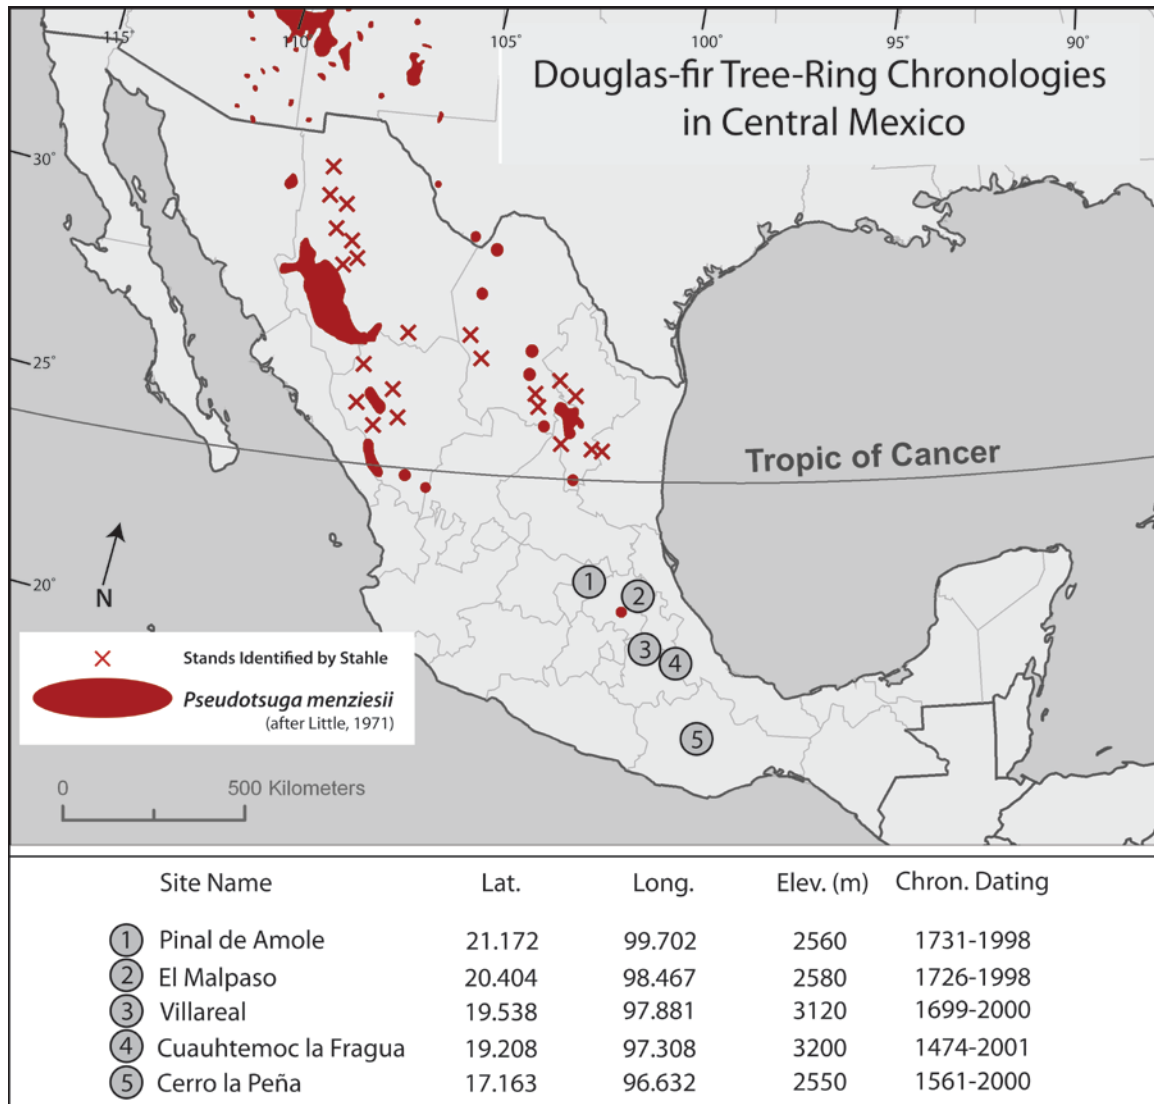 115°
110°
105°
100°
95°
90°
Douglas-fir Tree-Ring Chronologies
in Central Mexico
30°
25°
Tropic of Cancer
20°
N
1
2
3
4
5
Stands Identified by Stahle
Pseudotsuga menziesii
(after Little, 1971)
0 500 Kilometers
Site Name Lat. Long. Elev. (m) Chron. Dating
1 Pinal de Amole 21.172 99.702 2560 1731-1998
2 El Malpaso 20.404 98.467 2580 1726-1998
3 Villareal 19.538 97.881 3120 1699-2000
4 Cuauhtemoc la Fragua 19.208 97.308 3200 1474-2001
5 Cerro la Peña 17.163 96.632 2550 1561-2000